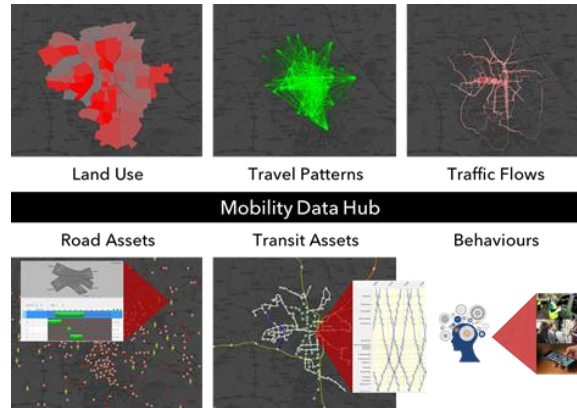 Land Use
Travel Patterns
Traffic Flows
Mobility Data Hub
Road Assets
Transit Assets
Behaviours